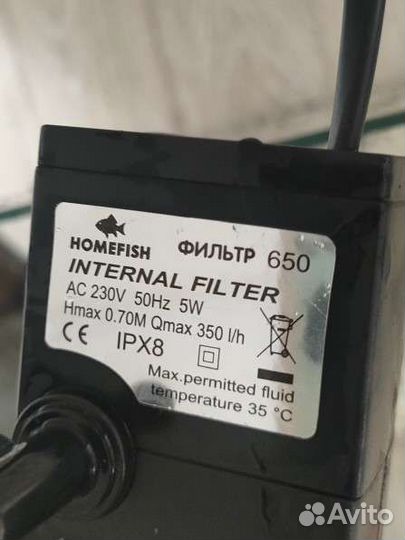 HOMEFISH ФИЛЬТР 650
INTERNAL FILTER
AC 230V 50Hz 5W
Hmax 0.70M Qmax 350 l/h
CE IPX8
Max.permitted fluid
temperature 35 °C
Avito